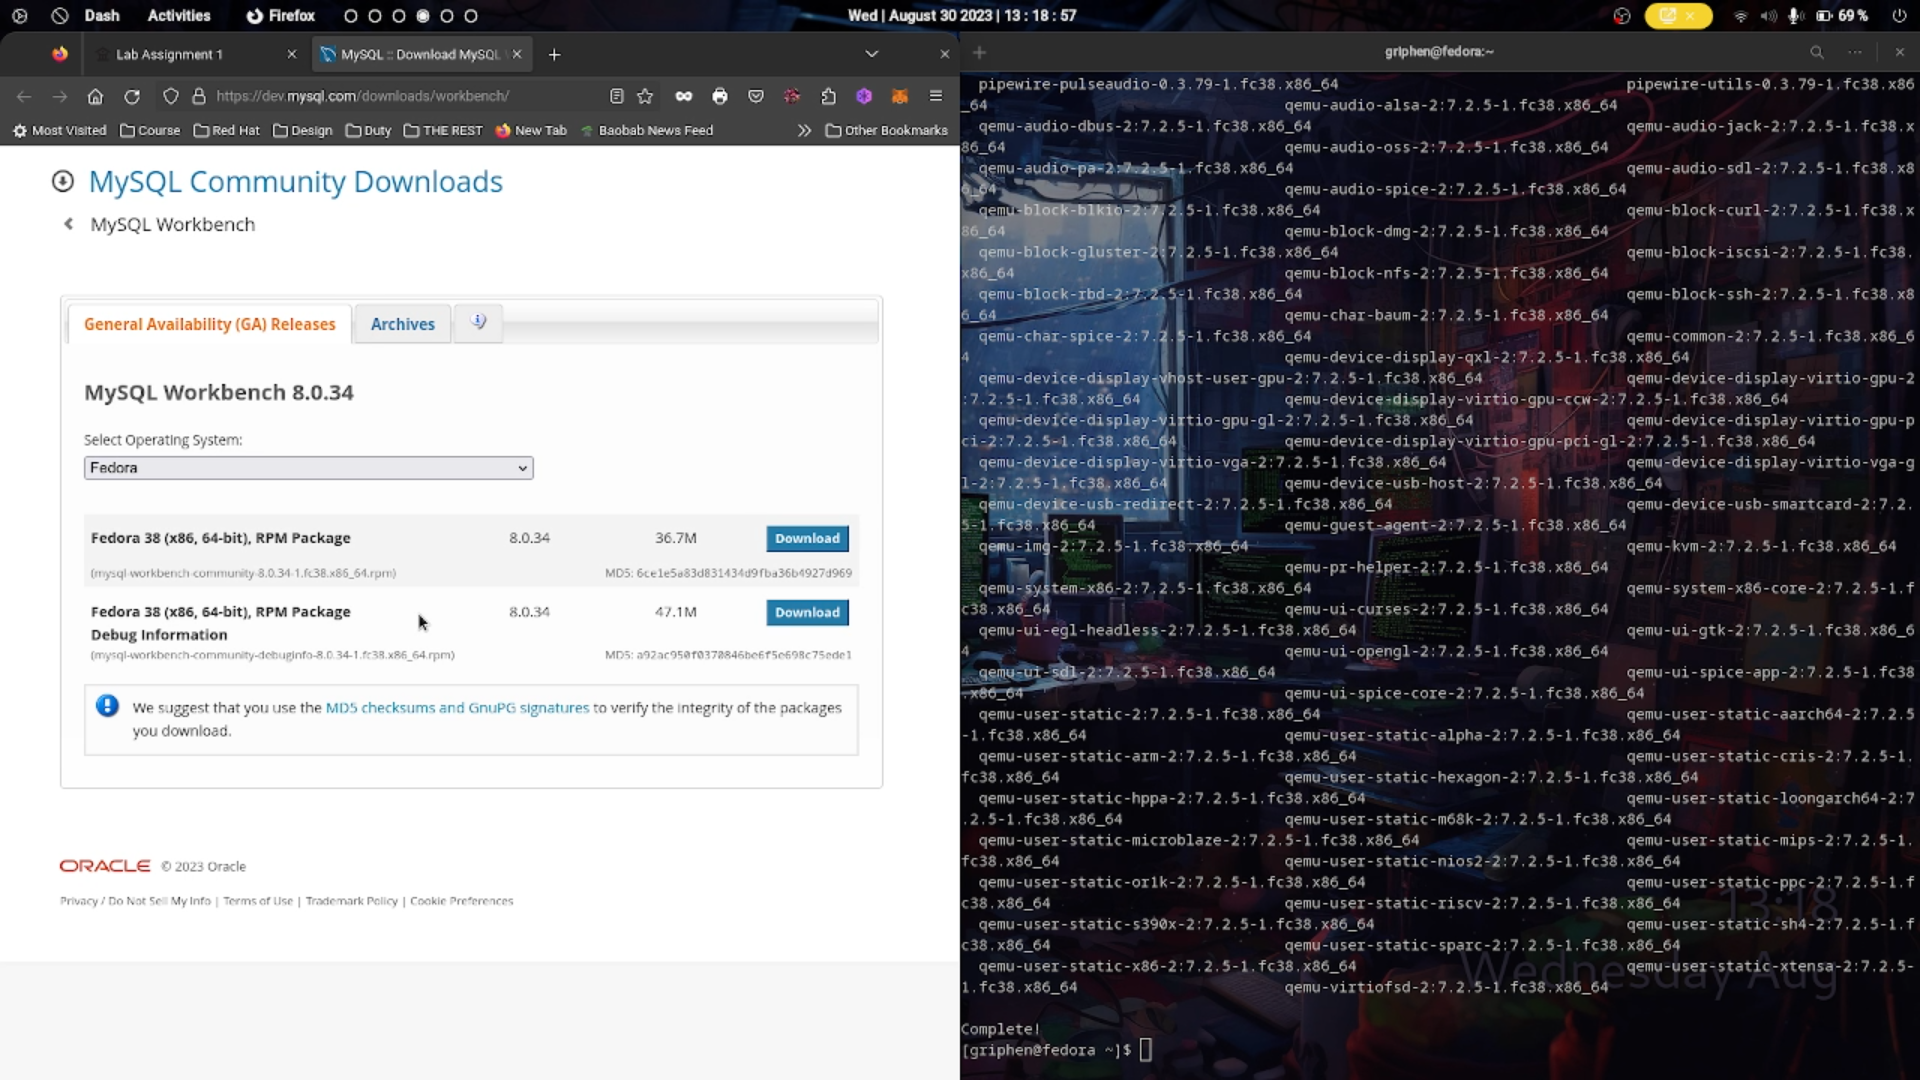 Dash Activities Firefox Wed | August 30 2023 | 13 : 18 : 57 69 %
Lab Assignment 1
MySQL :: Download MySQL
https://dev.mysql.com/downloads/workbench/
Most Visited Course Red Hat Design Duty THE REST New Tab Baobab News Feed Other Bookmarks
MySQL Community Downloads
MySQL Workbench
General Availability (GA) Releases Archives
MySQL Workbench 8.0.34
Select Operating System:
Fedora
Fedora 38 (x86, 64-bit), RPM Package 8.0.34 36.7M Download
(mysql-workbench-community-8.0.34-1.fc38.x86_64.rpm) MD5: 6ce1e5a83d831434d9fba36b4927d969
Fedora 38 (x86, 64-bit), RPM Package 8.0.34 47.1M Download
Debug Information
(mysql-workbench-community-debuginfo-8.0.34-1.fc38.x86_64.rpm) MD5: a92ac950f0370846be6f5e698c75ede1
We suggest that you use the MD5 checksums and GnuPG signatures to verify the integrity of the packages
you download.
ORACLE © 2023 Oracle
Privacy / Do Not Sell My Info | Terms of Use | Trademark Policy | Cookie Preferences
griphen@fedora:~
pipewire-pulseaudio-0.3.79-1.fc38.x86_64 pipewire-utils-0.3.79-1.fc38.x86
_64 qemu-audio-alsa-2:7.2.5-1.fc38.x86_64
qemu-audio-dbus-2:7.2.5-1.fc38.x86_64 qemu-audio-jack-2:7.2.5-1.fc38.x
86_64 qemu-audio-oss-2:7.2.5-1.fc38.x86_64
qemu-audio-pa-2:7.2.5-1.fc38.x86_64 qemu-audio-sdl-2:7.2.5-1.fc38.x8
6_64 qemu-audio-spice-2:7.2.5-1.fc38.x86_64
qemu-block-blkio-2:7.2.5-1.fc38.x86_64 qemu-block-curl-2:7.2.5-1.fc38.x
86_64 qemu-block-dmg-2:7.2.5-1.fc38.x86_64
qemu-block-gluster-2:7.2.5-1.fc38.x86_64 qemu-block-iscsi-2:7.2.5-1.fc38.
x86_64 qemu-block-nfs-2:7.2.5-1.fc38.x86_64
qemu-block-rbd-2:7.2.5-1.fc38.x86_64 qemu-block-ssh-2:7.2.5-1.fc38.x8
6_64 qemu-char-baum-2:7.2.5-1.fc38.x86_64
qemu-char-spice-2:7.2.5-1.fc38.x86_64 qemu-common-2:7.2.5-1.fc38.x86_6
4 qemu-device-display-qxl-2:7.2.5-1.fc38.x86_64
qemu-device-display-vhost-user-gpu-2:7.2.5-1.fc38.x86_64 qemu-device-display-virtio-gpu-2
:7.2.5-1.fc38.x86_64 qemu-device-display-virtio-gpu-ccw-2:7.2.5-1.fc38.x86_64
qemu-device-display-virtio-gpu-gl-2:7.2.5-1.fc38.x86_64 qemu-device-display-virtio-gpu-p
ci-2:7.2.5-1.fc38.x86_64 qemu-device-display-virtio-gpu-pci-gl-2:7.2.5-1.fc38.x86_64
qemu-device-display-virtio-vga-2:7.2.5-1.fc38.x86_64 qemu-device-display-virtio-vga-g
l-2:7.2.5-1.fc38.x86_64 qemu-device-usb-host-2:7.2.5-1.fc38.x86_64
qemu-device-usb-redirect-2:7.2.5-1.fc38.x86_64 qemu-device-usb-smartcard-2:7.2.
5-1.fc38.x86_64 qemu-guest-agent-2:7.2.5-1.fc38.x86_64
qemu-img-2:7.2.5-1.fc38.x86_64 qemu-kvm-2:7.2.5-1.fc38.x86_64
qemu-pr-helper-2:7.2.5-1.fc38.x86_64
qemu-system-x86-2:7.2.5-1.fc38.x86_64 qemu-system-x86-core-2:7.2.5-1.f
c38.x86_64 qemu-ui-curses-2:7.2.5-1.fc38.x86_64
qemu-ui-egl-headless-2:7.2.5-1.fc38.x86_64 qemu-ui-gtk-2:7.2.5-1.fc38.x86_6
4 qemu-ui-opengl-2:7.2.5-1.fc38.x86_64
qemu-ui-sdl-2:7.2.5-1.fc38.x86_64 qemu-ui-spice-app-2:7.2.5-1.fc38
.x86_64 qemu-ui-spice-core-2:7.2.5-1.fc38.x86_64
qemu-user-static-2:7.2.5-1.fc38.x86_64 qemu-user-static-aarch64-2:7.2.5
-1.fc38.x86_64 qemu-user-static-alpha-2:7.2.5-1.fc38.x86_64
qemu-user-static-arm-2:7.2.5-1.fc38.x86_64 qemu-user-static-cris-2:7.2.5-1.
fc38.x86_64 qemu-user-static-hexagon-2:7.2.5-1.fc38.x86_64
qemu-user-static-hppa-2:7.2.5-1.fc38.x86_64 qemu-user-static-loongarch64-2:7
.2.5-1.fc38.x86_64 qemu-user-static-m68k-2:7.2.5-1.fc38.x86_64
qemu-user-static-microblaze-2:7.2.5-1.fc38.x86_64 qemu-user-static-mips-2:7.2.5-1.
fc38.x86_64 qemu-user-static-nios2-2:7.2.5-1.fc38.x86_64
qemu-user-static-or1k-2:7.2.5-1.fc38.x86_64 qemu-user-static-ppc-2:7.2.5-1.f
c38.x86_64 qemu-user-static-riscv-2:7.2.5-1.fc38.x86_64
qemu-user-static-s390x-2:7.2.5-1.fc38.x86_64 qemu-user-static-sh4-2:7.2.5-1.f
c38.x86_64 qemu-user-static-sparc-2:7.2.5-1.fc38.x86_64
qemu-user-static-x86-2:7.2.5-1.fc38.x86_64 qemu-user-static-xtensa-2:7.2.5-
1.fc38.x86_64 qemu-virtiofsd-2:7.2.5-1.fc38.x86_64
Complete!
[griphen@fedora ~]$
13:18
Wednesday Aug